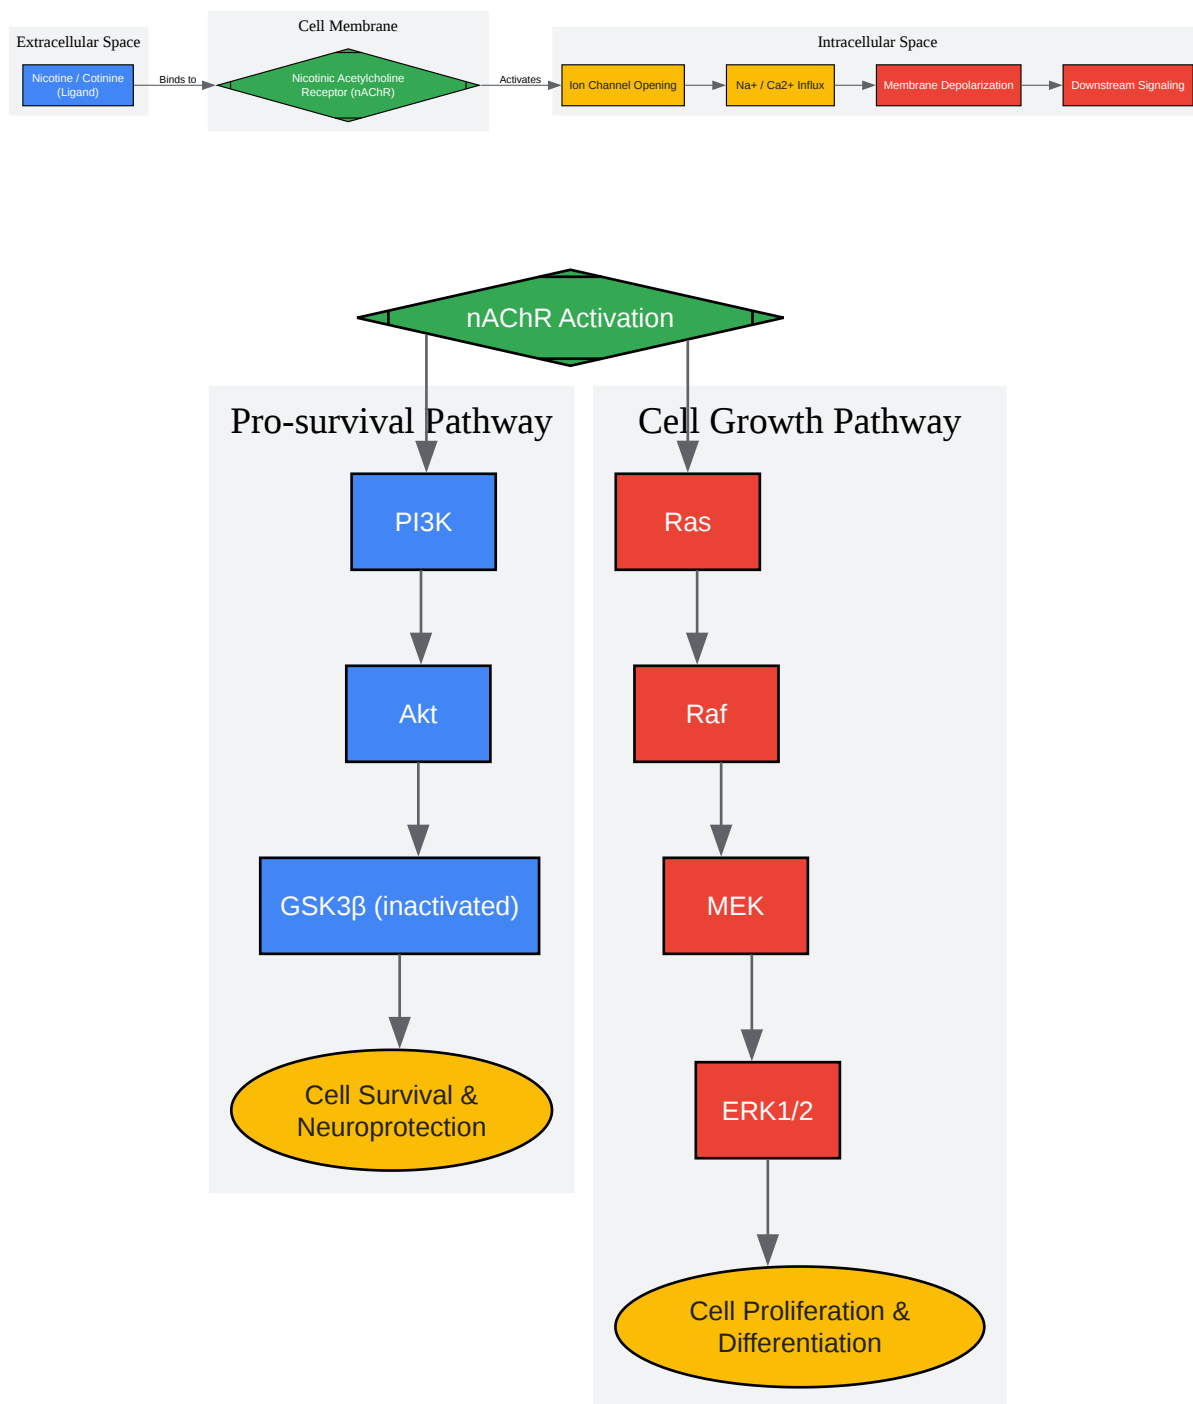 Extracellular Space
Cell Membrane
Intracellular Space
Nicotine / Cotinine
(Ligand)
Binds to
Nicotinic Acetylcholine
Receptor (nAChR)
Activates
Ion Channel Opening
Na+ / Ca2+ Influx
Membrane Depolarization
Downstream Signaling
nAChR Activation
Pro-survival Pathway
PI3K
Akt
GSK3β (inactivated)
Cell Survival &
Neuroprotection
Cell Growth Pathway
Ras
Raf
MEK
ERK1/2
Cell Proliferation &
Differentiation